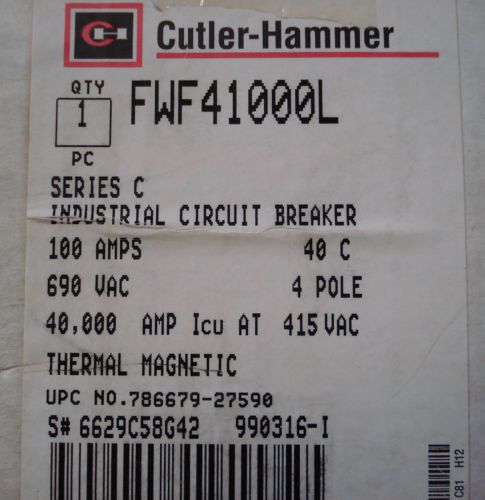 CH Cutler-Hammer
QTY
1
PC
FWF41000L
SERIES C
INDUSTRIAL CIRCUIT BREAKER
100 AMPS 40 C
690 VAC 4 POLE
40,000 AMP Icu AT 415 VAC
THERMAL MAGNETIC
UPC NO.786679-27590
S# 6629C58G42 990316-I
C81 H12